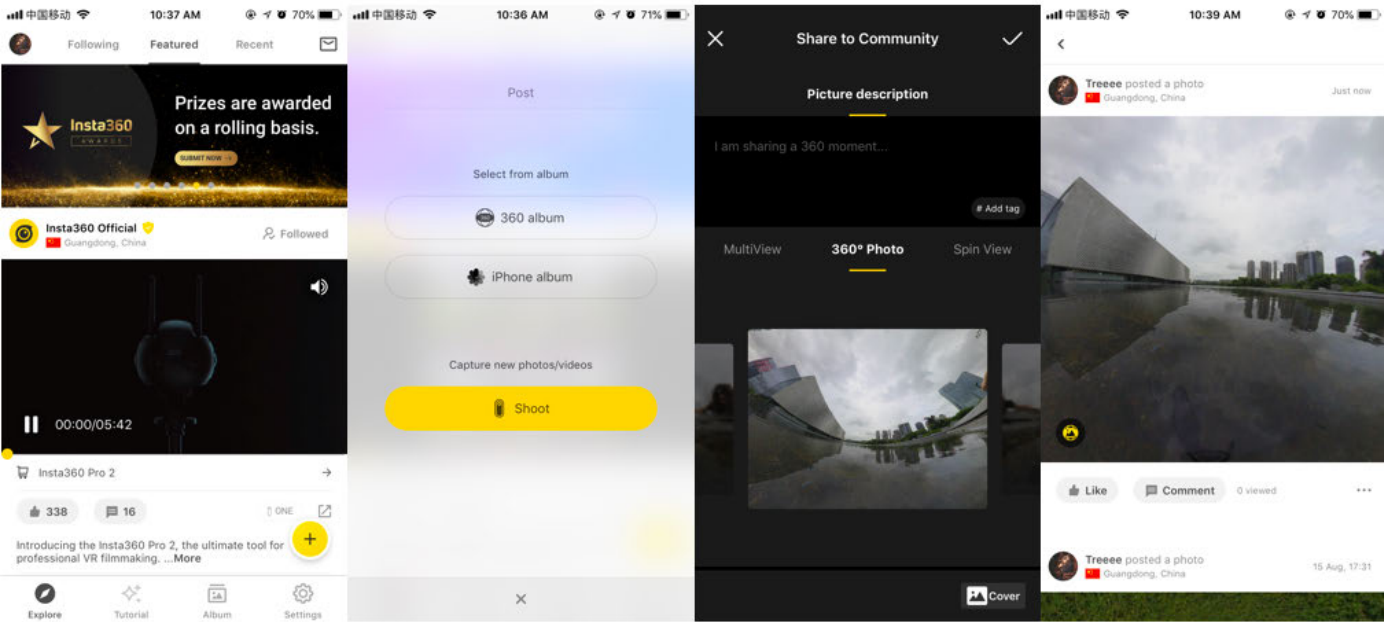 中国移动 10:37 AM 70%
Following Featured Recent
Prizes are awarded
on a rolling basis.
Insta360
AWARDS
SUBMIT NOW →
Insta360 Official
Guangdong, China
Followed
00:00/05:42
Insta360 Pro 2 →
338 16 ONE
Introducing the Insta360 Pro 2, the ultimate tool for
professional VR filmmaking. ...More
+
Explore Tutorial Album Settings
中国移动 10:36 AM 71%
Post
Select from album
360 album
iPhone album
Capture new photos/videos
Shoot
×
Share to Community
Picture description
I am sharing a 360 moment...
# Add tag
MultiView 360° Photo Spin View
Cover
中国移动 10:39 AM 70%
Treeee posted a photo
Guangdong, China
Just now
Like Comment 0 viewed ...
Treeee posted a photo
Guangdong, China
15 Aug, 17:31